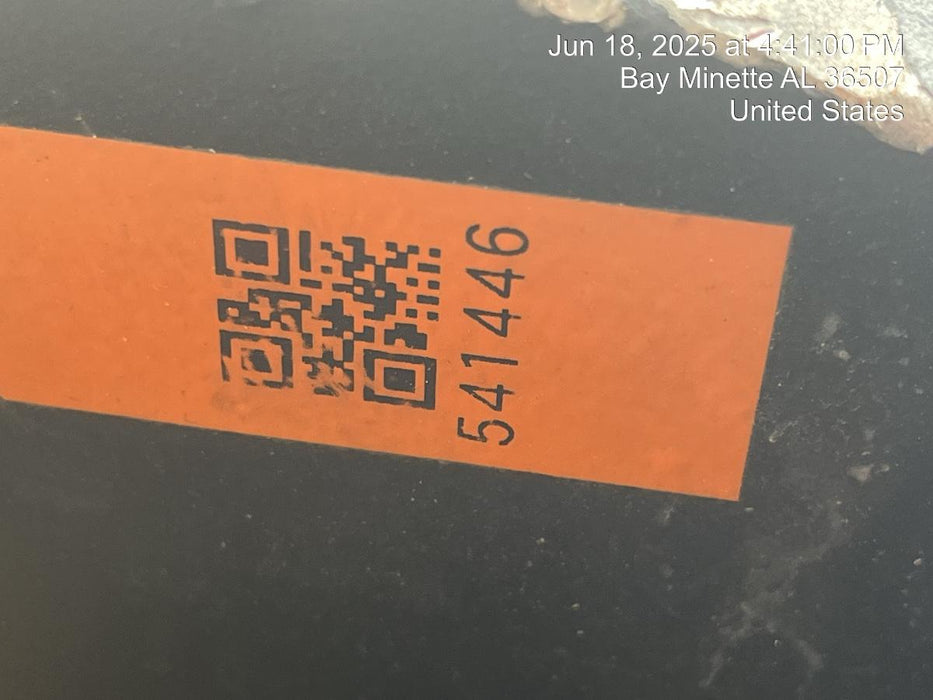 Jun 18, 2025 at 4:41:00 PM
Bay Minette AL 36507
United States
541446